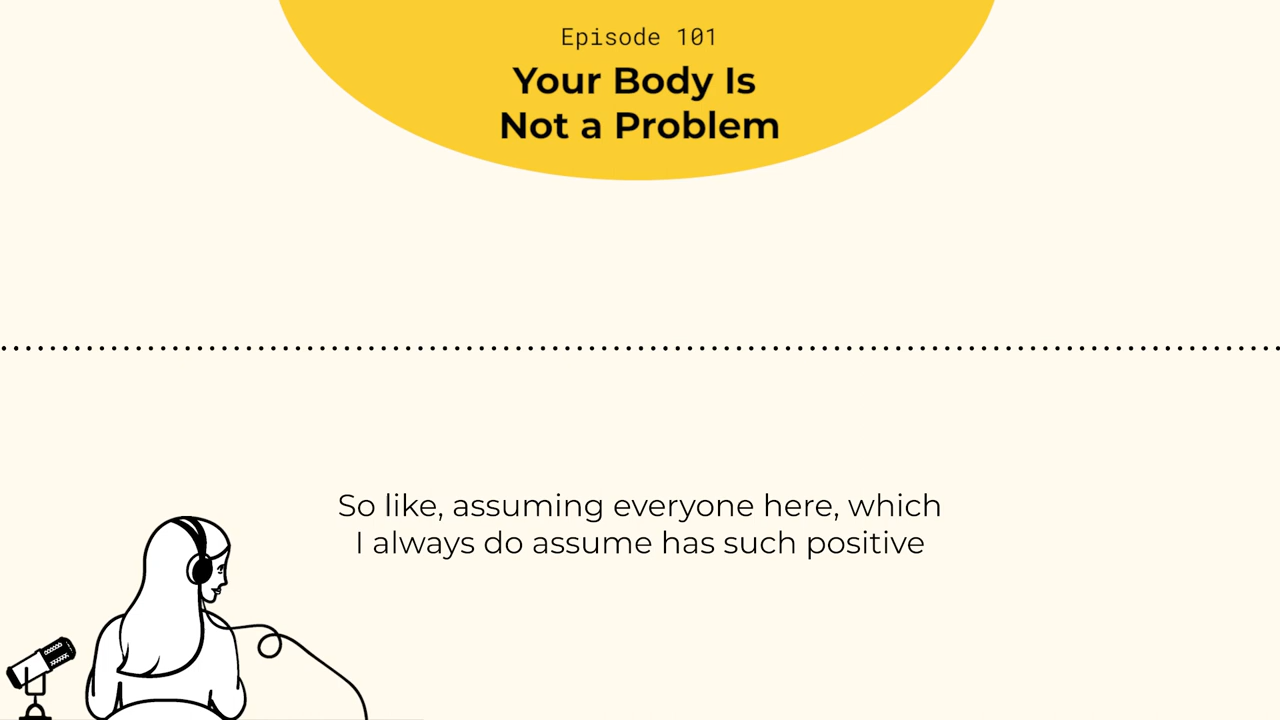 Episode 101
Your Body Is
Not a Problem
So like, assuming everyone here, which
I always do assume has such positive